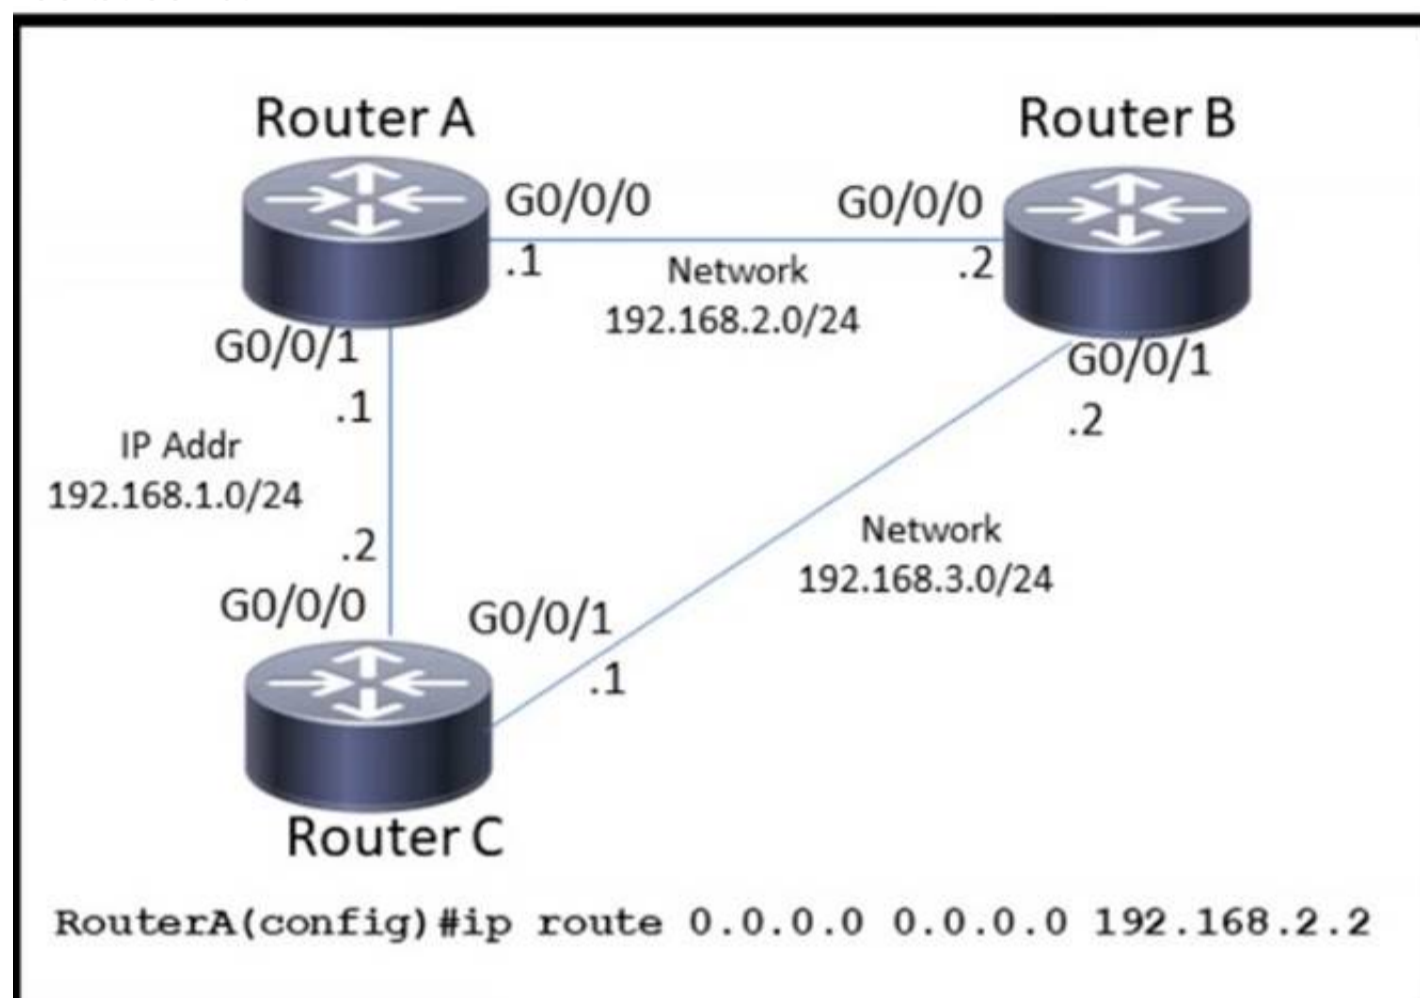 Router A
Router B
G0/0/0
G0/0/0
.1
Network
.2
192.168.2.0/24
G0/0/1
G0/0/1
.1
.2
IP Addr
192.168.1.0/24
.2
Network
192.168.3.0/24
G0/0/0
G0/0/1
.1
Router C
RouterA(config)#ip route 0.0.0.0 0.0.0.0 192.168.2.2